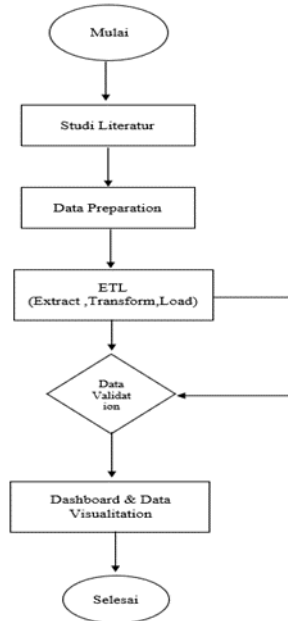 Mulai
Studi Literatur
Data Preparation
ETL
(Extract ,Transform,Load)
Data
Validat
ion
Dashboard & Data
Visualitation
Selesai